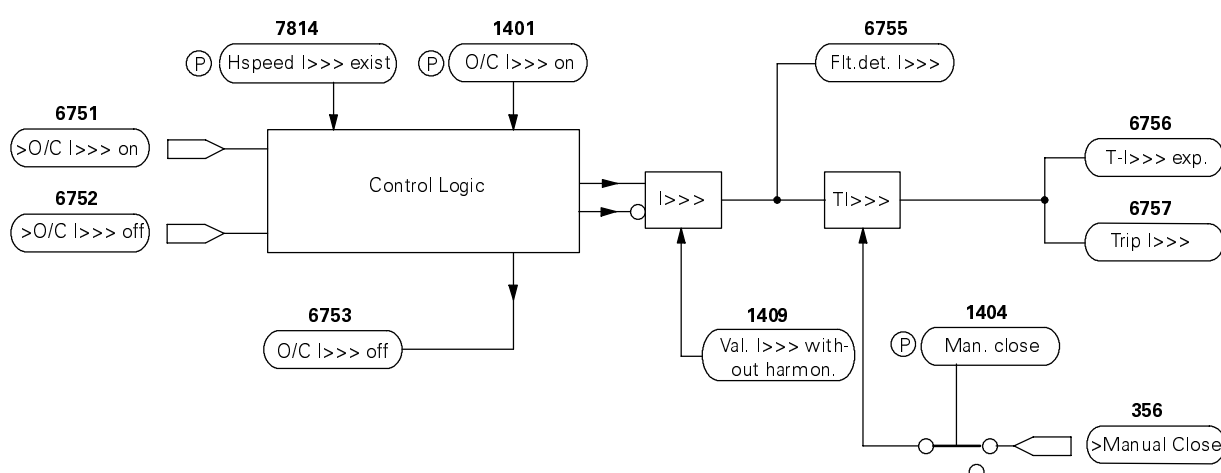 7814
P Hspeed I>>> exist
1401
P O/C I>>> on
6755
Flt.det. I>>>
6751
>O/C I>>> on
6752
>O/C I>>> off
Control Logic
I>>>
TI>>>
6756
T-I>>> exp.
6757
Trip I>>>
6753
O/C I>>> off
1409
Val. I>>> with-
out harmon.
1404
P Man. close
356
>Manual Close